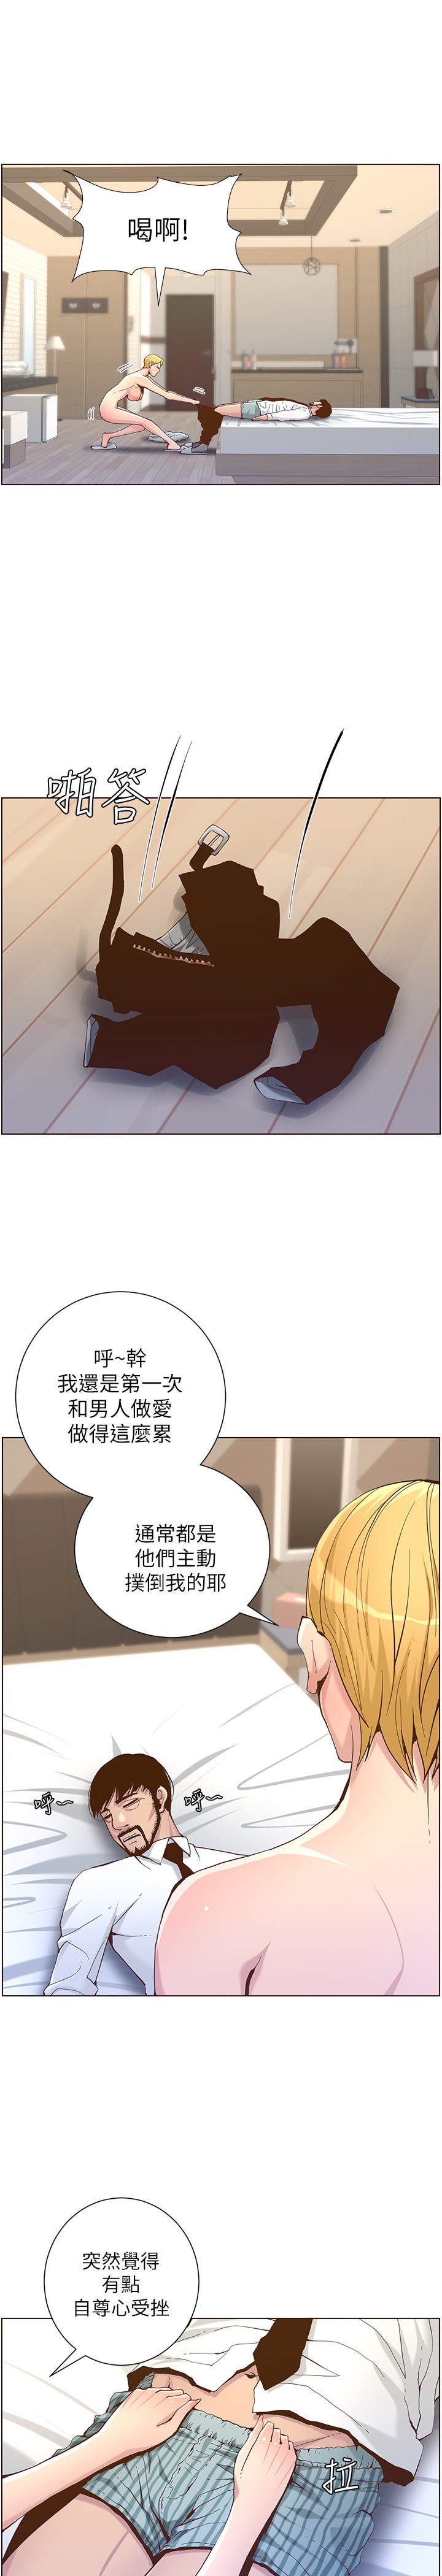 喝啊!
啪答
呼~幹
我還是第一次
和男人做愛
做得這麼累
通常都是
他們主動
撲倒我的耶
呼~
呼~
突然覺得
有點
自尊心受挫
拉